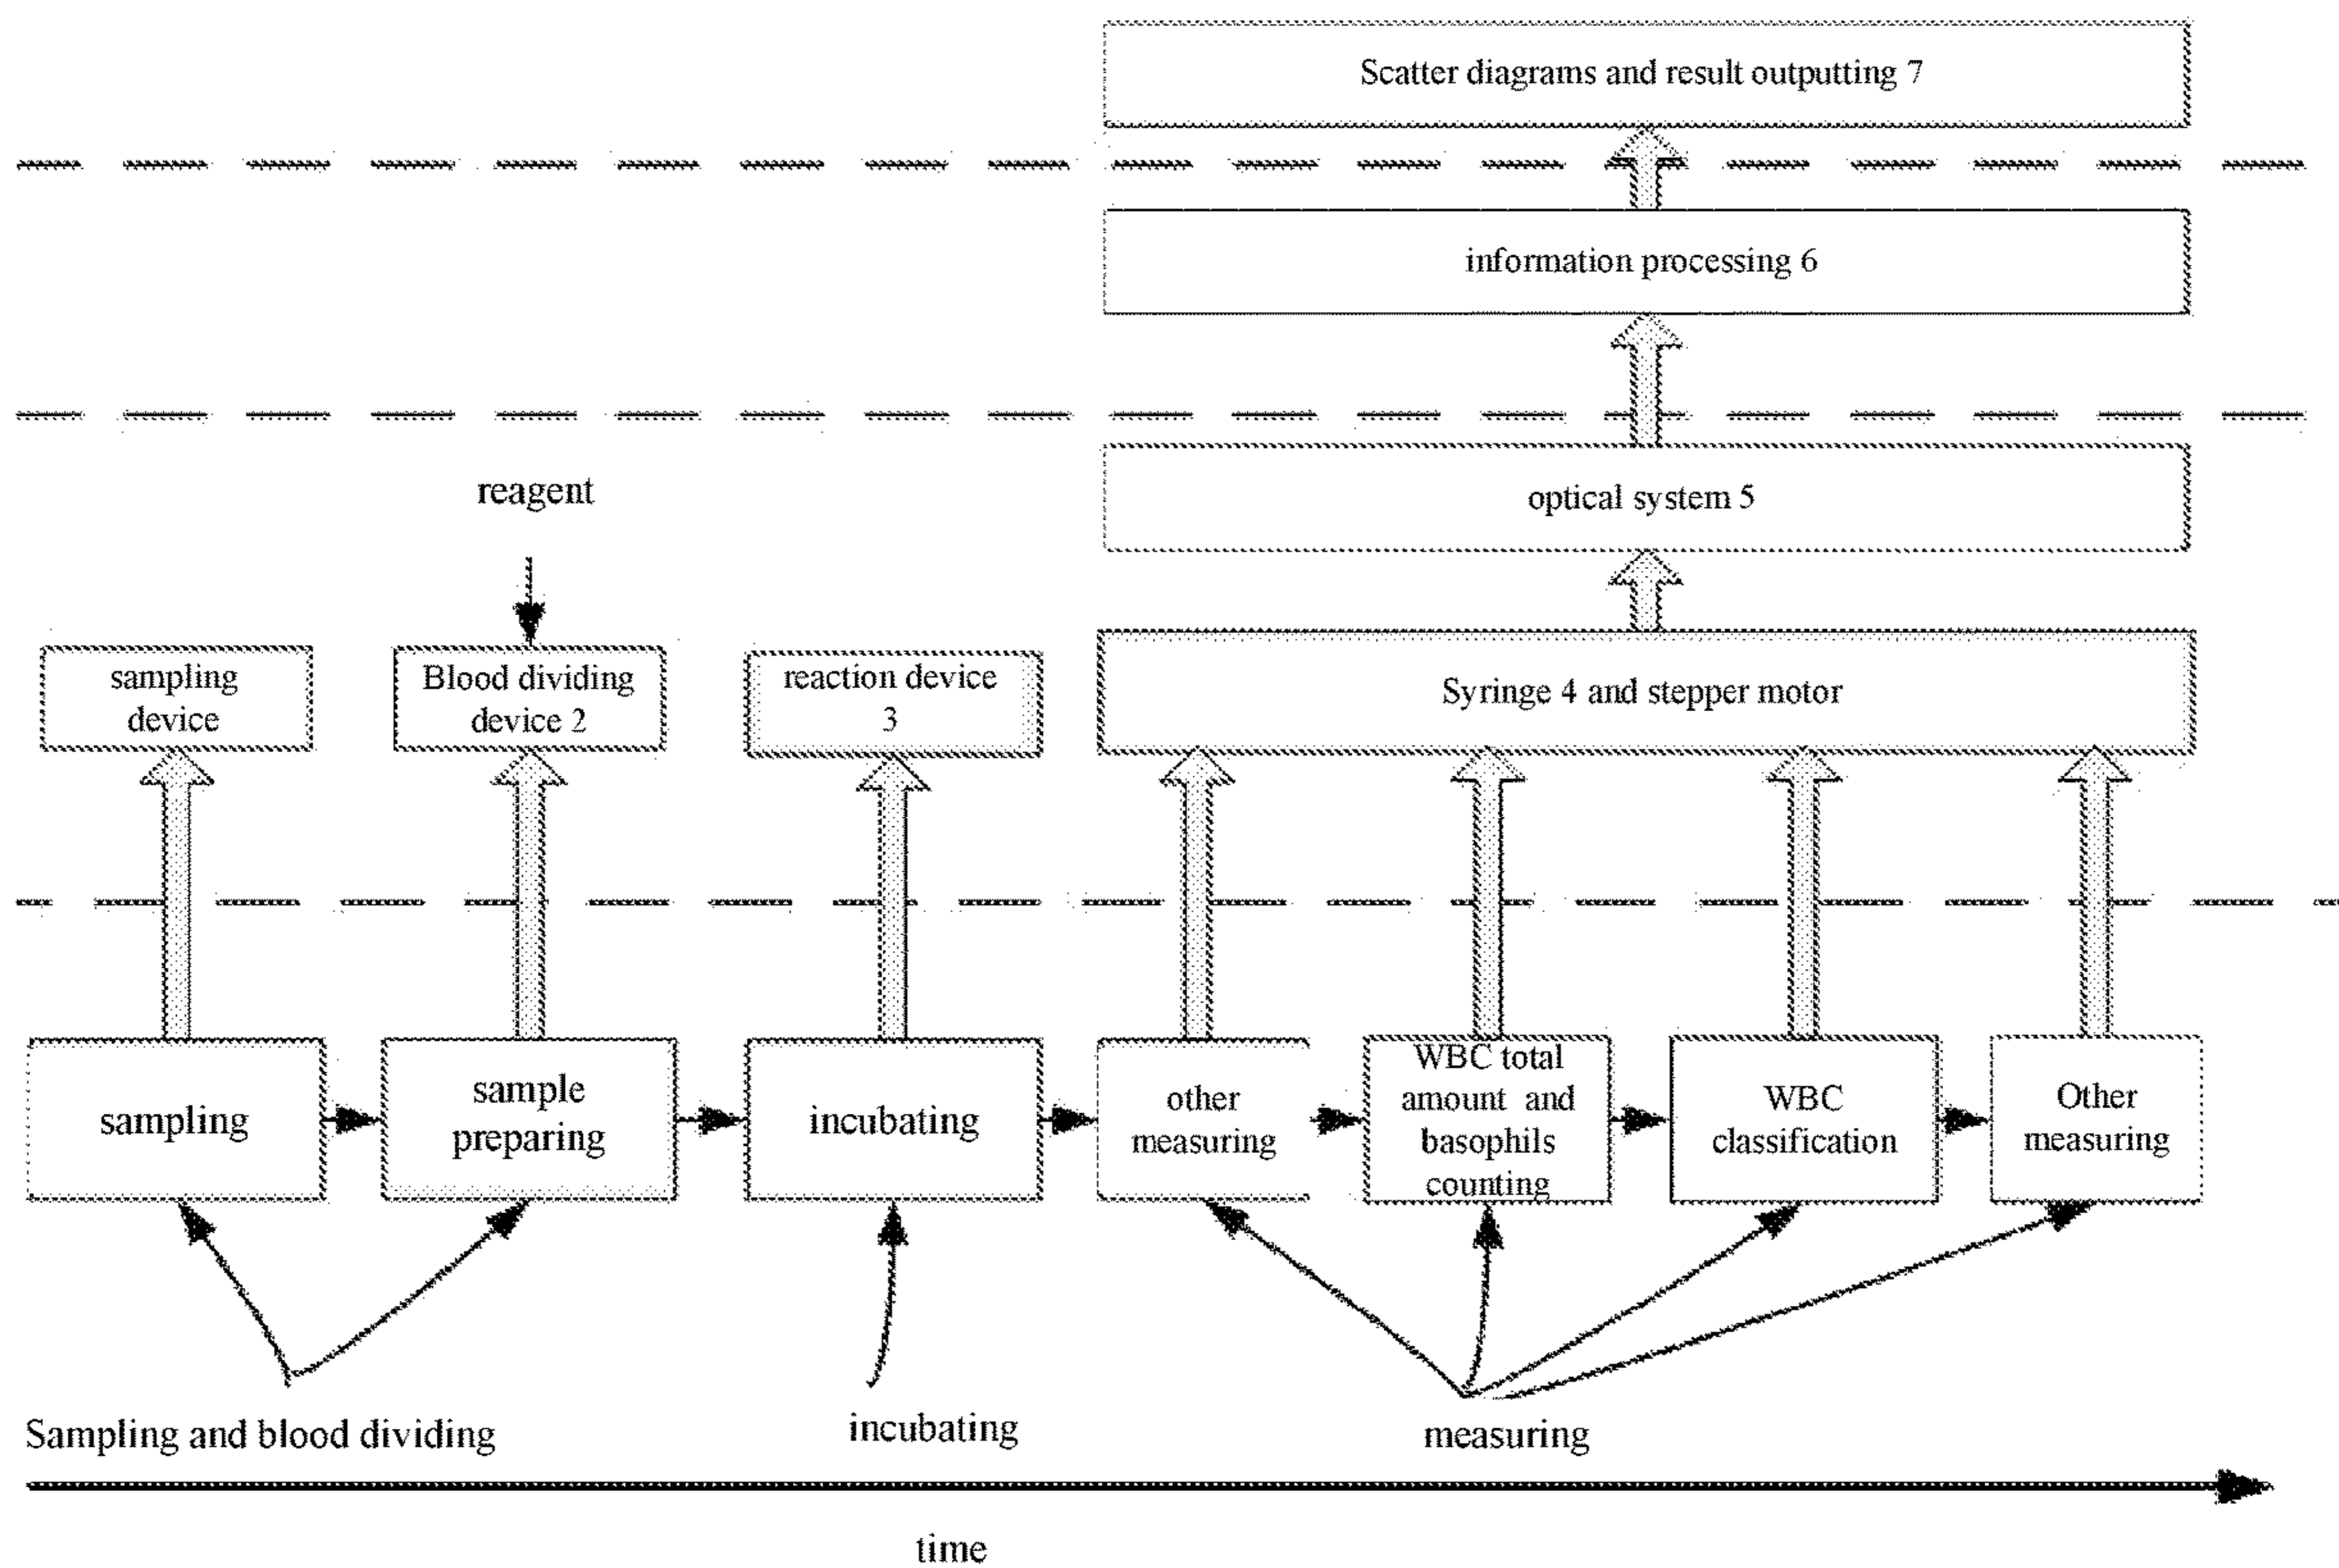 Scatter diagrams and result outputting 7
information processing 6
optical system 5
reagent
sampling
device
Blood dividing
device 2
reaction device
3
Syringe 4 and stepper motor
sampling
sample
preparing
incubating
other
measuring
WBC total
amount and
basophils
counting
WBC
classification
Other
measuring
Sampling and blood dividing
incubating
measuring
time